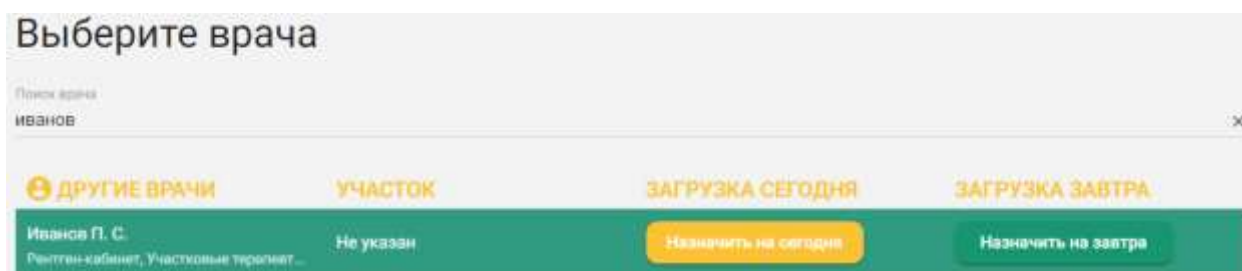 Выберите врача
Поиск врача
иванов
ДРУГИЕ ВРАЧИ УЧАСТОК ЗАГРУЗКА СЕГОДНЯ ЗАГРУЗКА ЗАВТРА
Иванов П. С. Не указан Назначить на сегодня Назначить на завтра
Рентген-кабинет, Участковые терапевт...